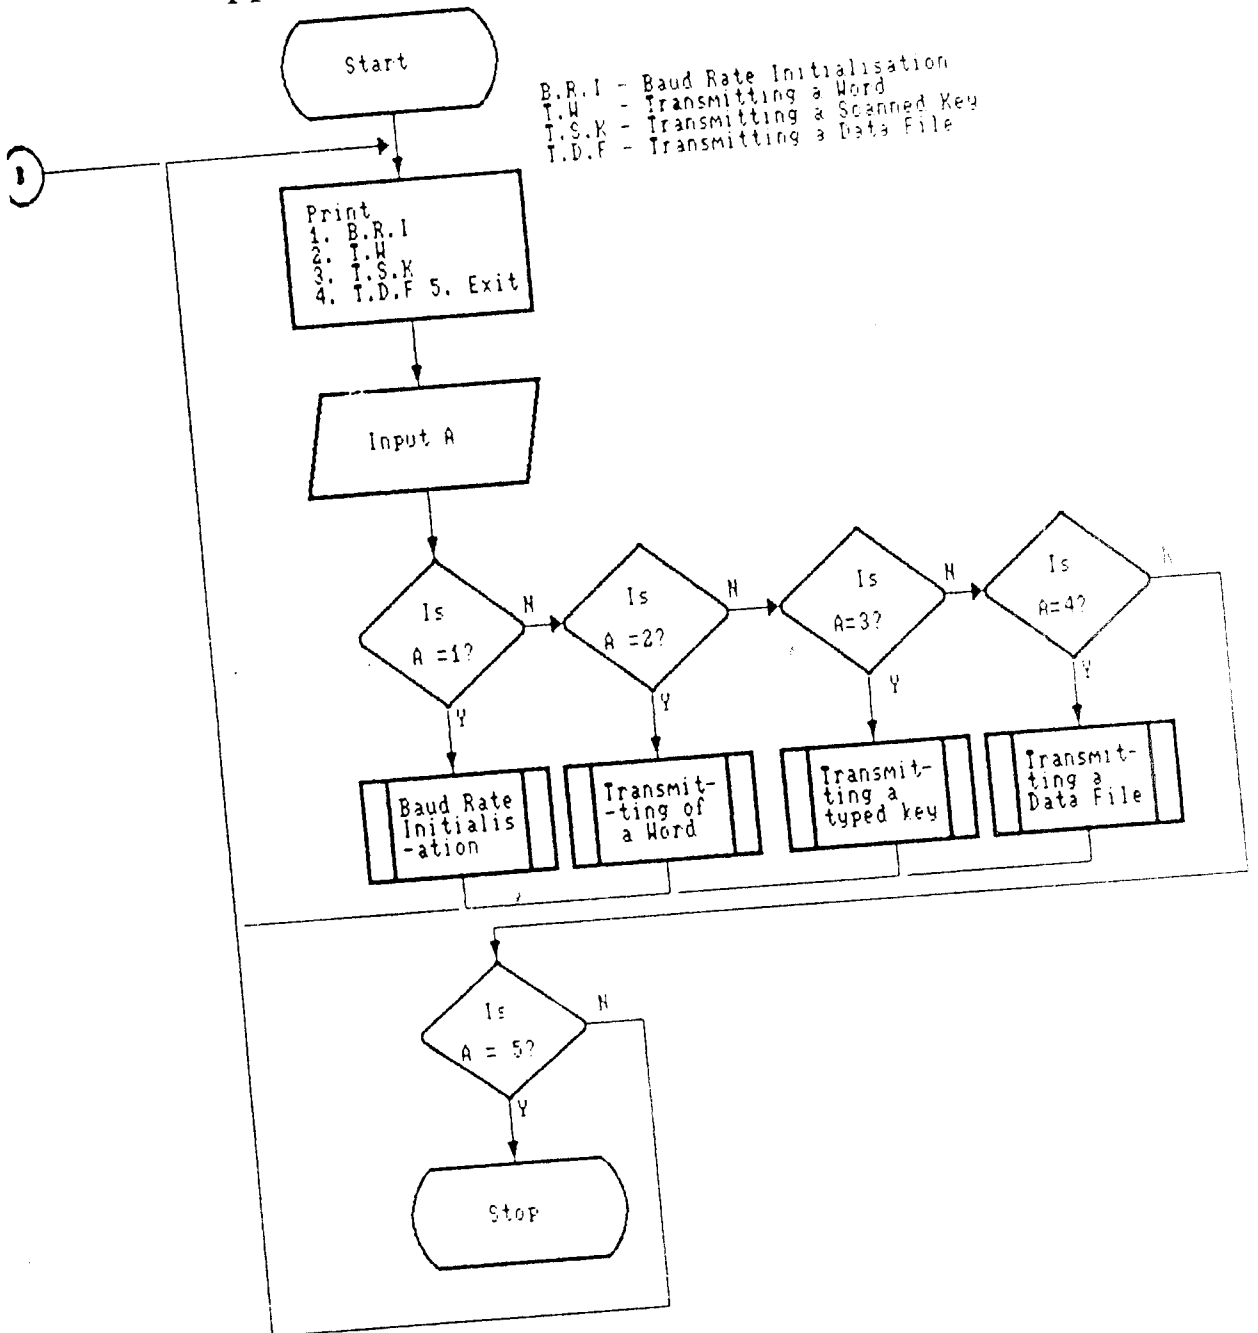 Start
B.R.I - Baud Rate Initialisation
T.W - Transmitting a Word
T.S.K - Transmitting a Scanned Key
T.D.F - Transmitting a Data File
Print
1. B.R.I
2. T.W
3. T.S.K
4. T.D.F 5. Exit
Input A
Is
A =1?
N
Y
Is
A =2?
N
Y
Is
A=3?
N
Y
Is
A=4?
N
Y
Baud Rate
Initialis
-ation
Transmit-
-ting of
a Word
Transmit-
ting a
typed key
Transmit-
ting a
Data File
Is
A = 5?
N
Y
Stop